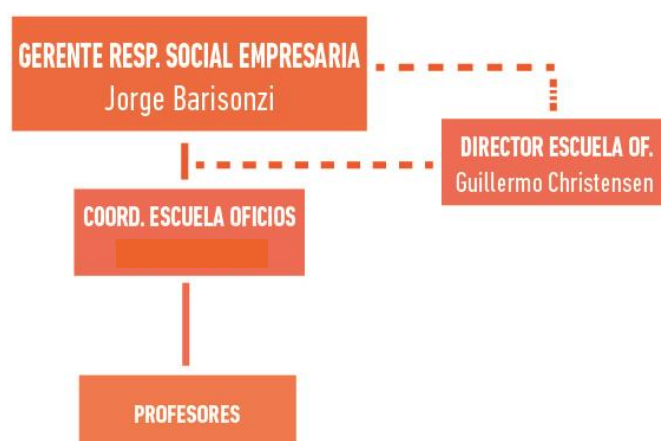 GERENTE RESP. SOCIAL EMPRESARIA
Jorge Barisonzi
DIRECTOR ESCUELA OF.
Guillermo Christensen
COORD. ESCUELA OFICIOS
PROFESORES